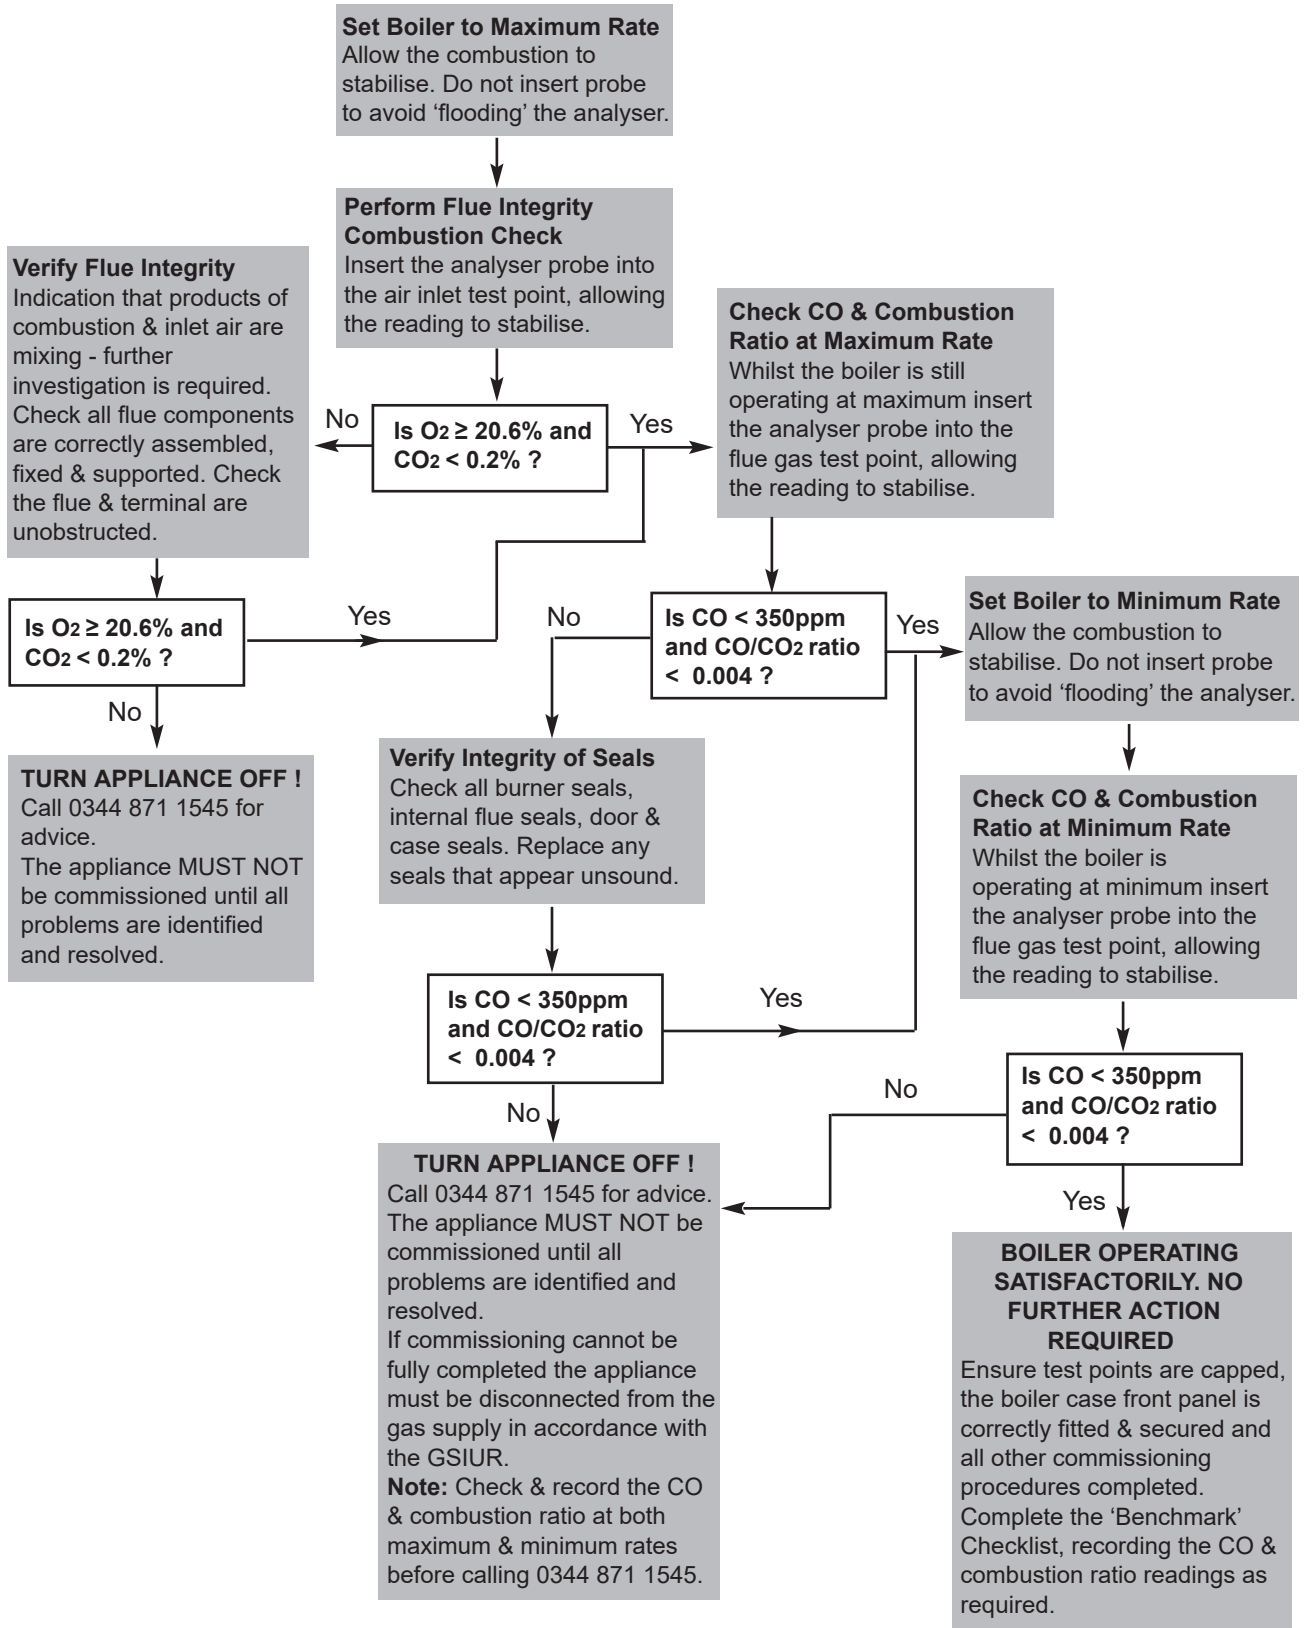 Set Boiler to Maximum Rate
Allow the combustion to
stabilise. Do not insert probe
to avoid ‘flooding’ the analyser.
Perform Flue Integrity
Combustion Check
Insert the analyser probe into
the air inlet test point, allowing
the reading to stabilise.
Verify Flue Integrity
Indication that products of
combustion & inlet air are
mixing - further
investigation is required.
Check all flue components
are correctly assembled,
fixed & supported. Check
the flue & terminal are
unobstructed.
No
Is O2 ≥ 20.6% and
CO2 < 0.2% ?
Yes
Check CO & Combustion
Ratio at Maximum Rate
Whilst the boiler is still
operating at maximum insert
the analyser probe into the
flue gas test point, allowing
the reading to stabilise.
Is O2 ≥ 20.6% and
CO2 < 0.2% ?
Yes
No
TURN APPLIANCE OFF !
Call 0344 871 1545 for
advice.
The appliance MUST NOT
be commissioned until all
problems are identified
and resolved.
No
Is CO < 350ppm
and CO/CO2 ratio
< 0.004 ?
Yes
Set Boiler to Minimum Rate
Allow the combustion to
stabilise. Do not insert probe
to avoid ‘flooding’ the analyser.
Verify Integrity of Seals
Check all burner seals,
internal flue seals, door &
case seals. Replace any
seals that appear unsound.
Check CO & Combustion
Ratio at Minimum Rate
Whilst the boiler is
operating at minimum insert
the analyser probe into the
flue gas test point, allowing
the reading to stabilise.
Is CO < 350ppm
and CO/CO2 ratio
< 0.004 ?
Yes
No
No
Is CO < 350ppm
and CO/CO2 ratio
< 0.004 ?
Yes
TURN APPLIANCE OFF !
Call 0344 871 1545 for advice.
The appliance MUST NOT be
commissioned until all
problems are identified and
resolved.
If commissioning cannot be
fully completed the appliance
must be disconnected from the
gas supply in accordance with
the GSIUR.
Note: Check & record the CO
& combustion ratio at both
maximum & minimum rates
before calling 0344 871 1545.
BOILER OPERATING
SATISFACTORILY. NO
FURTHER ACTION
REQUIRED
Ensure test points are capped,
the boiler case front panel is
correctly fitted & secured and
all other commissioning
procedures completed.
Complete the ‘Benchmark’
Checklist, recording the CO &
combustion ratio readings as
required.